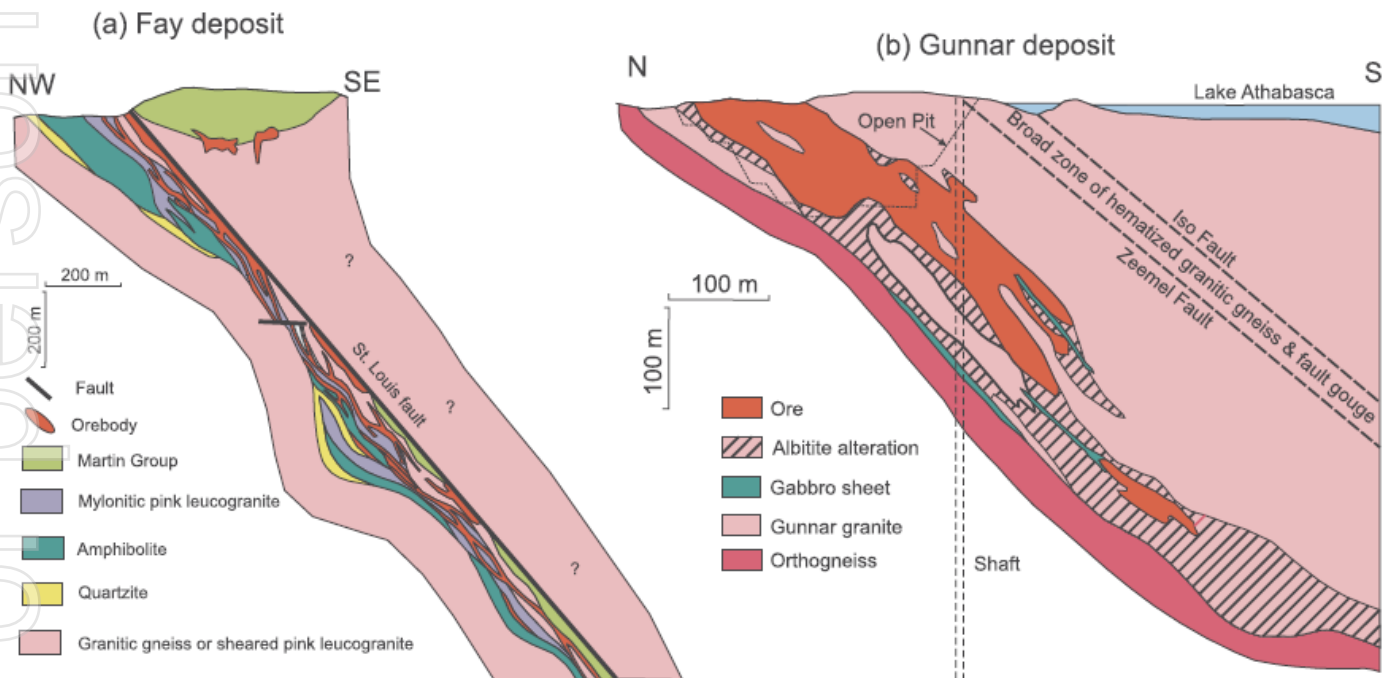 (a) Fay deposit
NW
SE
?
200 m
200 m
St. Louis fault
?
?
Fault
Orebody
Martin Group
Mylonitic pink leucogranite
Amphibolite
Quartzite
Granitic gneiss or sheared pink leucogranite
(b) Gunnar deposit
N
S
Lake Athabasca
Open Pit
Iso Fault
Broad zone of hematized granitic gneiss & fault gouge
Zeemel Fault
100 m
100 m
Ore
Albitite alteration
Gabbro sheet
Gunnar granite
Orthogneiss
Shaft